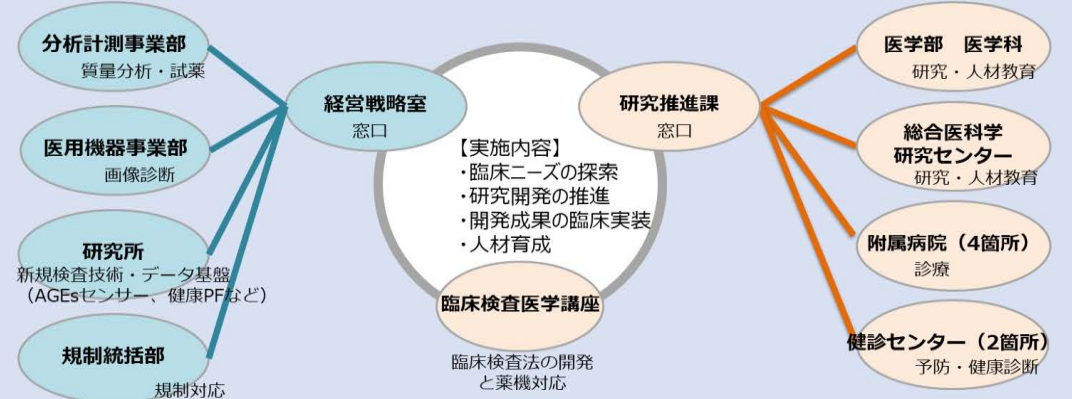 分析計測事業部
質量分析・試薬
医用機器事業部
画像診断
研究所
新規検査技術・データ基盤
（AGEsセンサー、健康PFなど）
規制統括部
規制対応
経営戦略室
窓口
【実施内容】
・臨床ニーズの探索
・研究開発の推進
・開発成果の臨床実装
・人材育成
臨床検査医学講座
臨床検査法の開発
と薬機対応
研究推進課
窓口
医学部　医学科
研究・人材教育
総合医科学
研究センター
研究・人材教育
附属病院（4箇所）
診療
健診センター（2箇所）
予防・健康診断